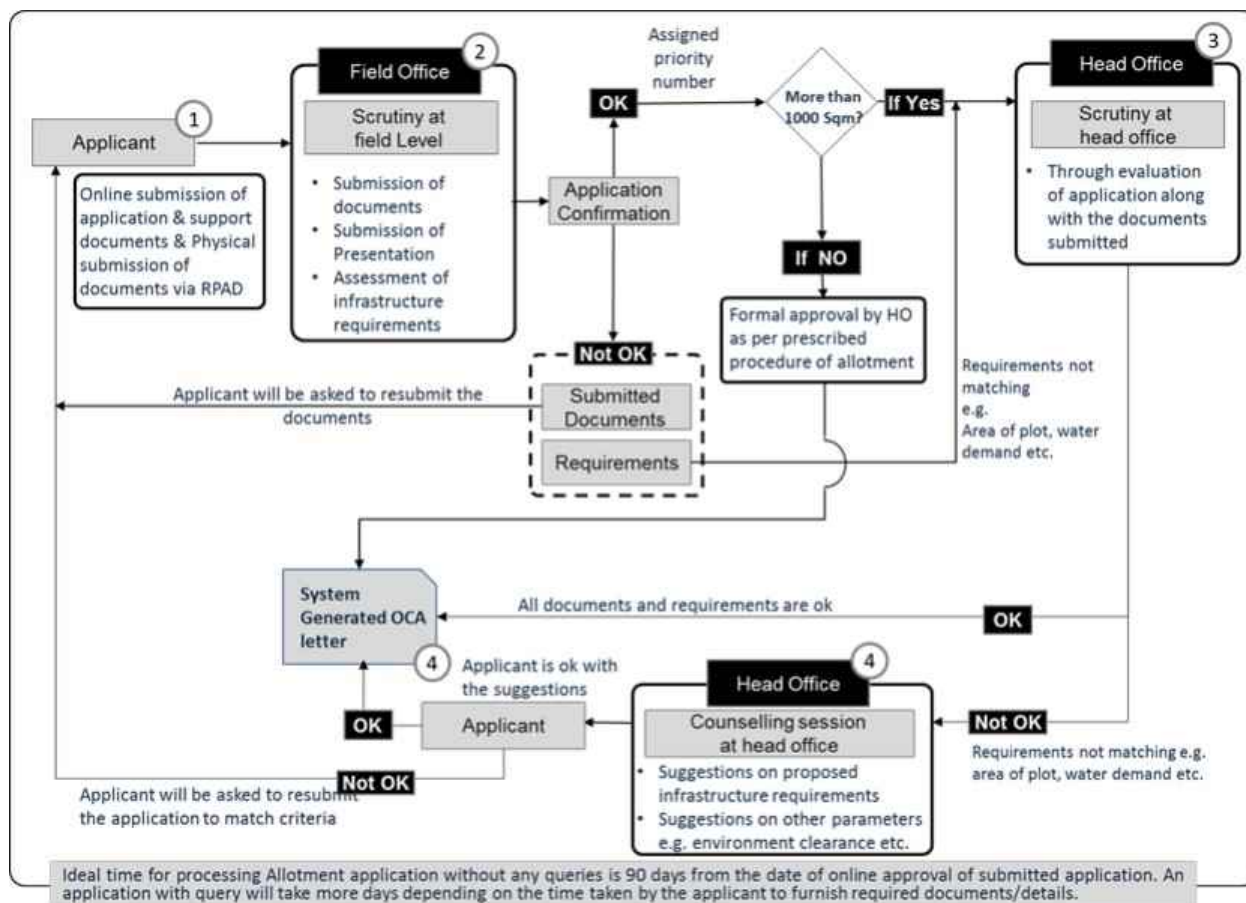 1
Applicant
Online submission of
application & support
documents & Physical
submission of
documents via RPAD
2
Field Office
Scrutiny at
field Level
• Submission of
documents
• Submission of
Presentation
• Assessment of
infrastructure
requirements
Application
Confirmation
OK
Assigned
priority
number
More than
1000 Sqm?
If Yes
3
Head Office
Scrutiny at
head office
• Through evaluation
of application along
with the documents
submitted
If NO
Formal approval by HO
as per prescribed
procedure of allotment
Not OK
Submitted
Documents
Requirements
Applicant will be asked to resubmit the
documents
Requirements not
matching
e.g.
Area of plot, water
demand etc.
System
Generated OCA
letter
4
All documents and requirements are ok
OK
Not OK
Requirements not matching e.g.
area of plot, water demand etc.
4
Head Office
Counselling session
at head office
• Suggestions on proposed
infrastructure requirements
• Suggestions on other parameters
e.g. environment clearance etc.
Applicant is ok with
the suggestions
Applicant
OK
Not OK
Applicant will be asked to resubmit
the application to match criteria
Ideal time for processing Allotment application without any queries is 90 days from the date of online approval of submitted application. An
application with query will take more days depending on the time taken by the applicant to furnish required documents/details.